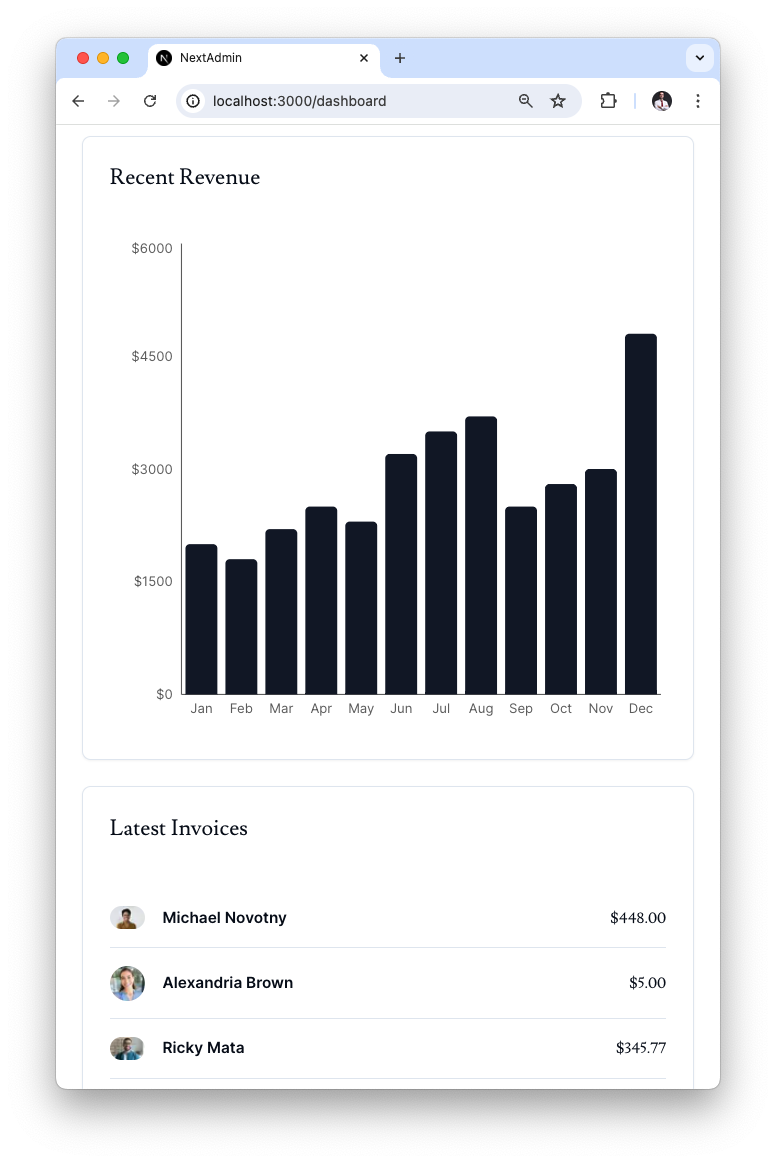 NextAdmin
localhost:3000/dashboard
Recent Revenue
$6000
$4500
$3000
$1500
$0
Jan Feb Mar Apr May Jun Jul Aug Sep Oct Nov Dec
Latest Invoices
Michael Novotny $448.00
Alexandria Brown $5.00
Ricky Mata $345.77